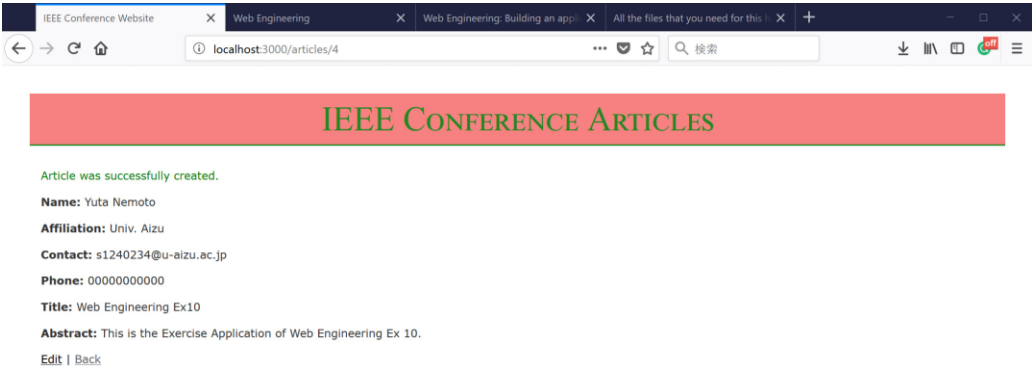 IEEE Conference Website
Web Engineering
Web Engineering: Building an appli
All the files that you need for this h
localhost:3000/articles/4
検索
off
IEEE Conference Articles
Article was successfully created.
Name: Yuta Nemoto
Affiliation: Univ. Aizu
Contact: s1240234@u-aizu.ac.jp
Phone: 00000000000
Title: Web Engineering Ex10
Abstract: This is the Exercise Application of Web Engineering Ex 10.
Edit | Back